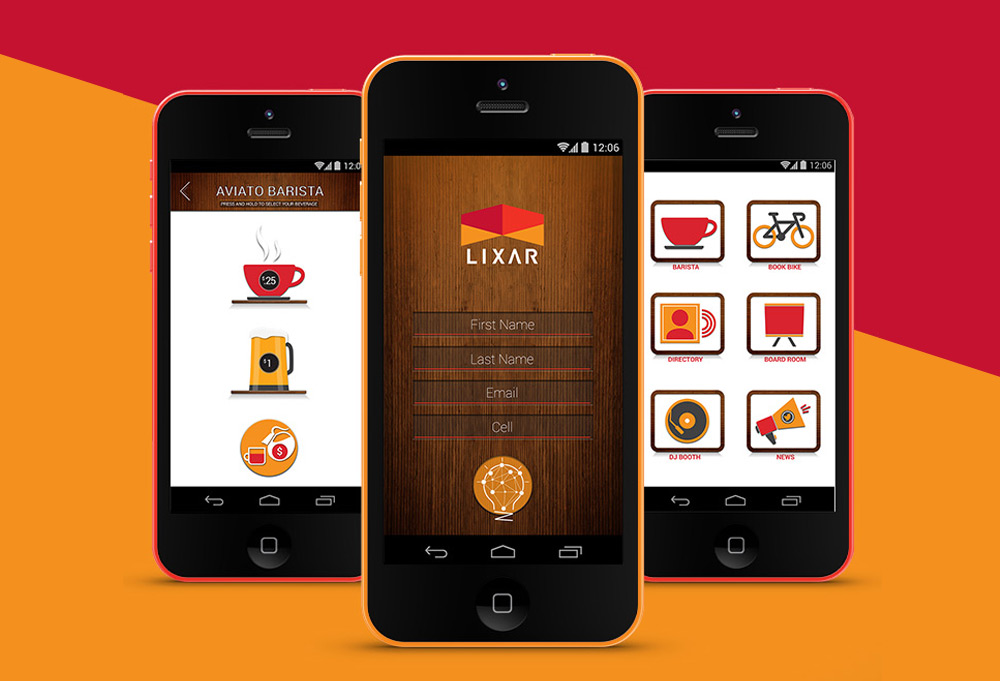 12:0
AVIATO BARISTA
PRESS AND HOLD TO SELECT YOUR BEVERAGE
$.25
$1
$
12:06
LIXAR
First Name
Last Name
Email
Cell
12:06
BARISTA
BOOK BIKE
DIRECTORY
BOARD ROOM
DJ BOOTH
NEWS